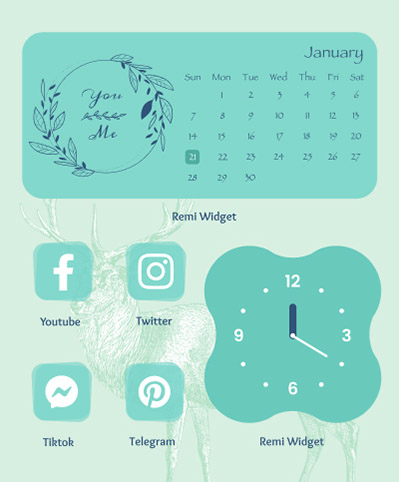 January
You
Me
Sun Mon Tue Wed Thu Fri Sat
1 2 3 4 5 6
7 8 9 10 11 12 13
14 15 16 17 18 19 20
21 22 23 24 25 26 27
28 29 30
Remi Widget
Youtube Twitter
12
9 3
6
Tiktok Telegram Remi Widget